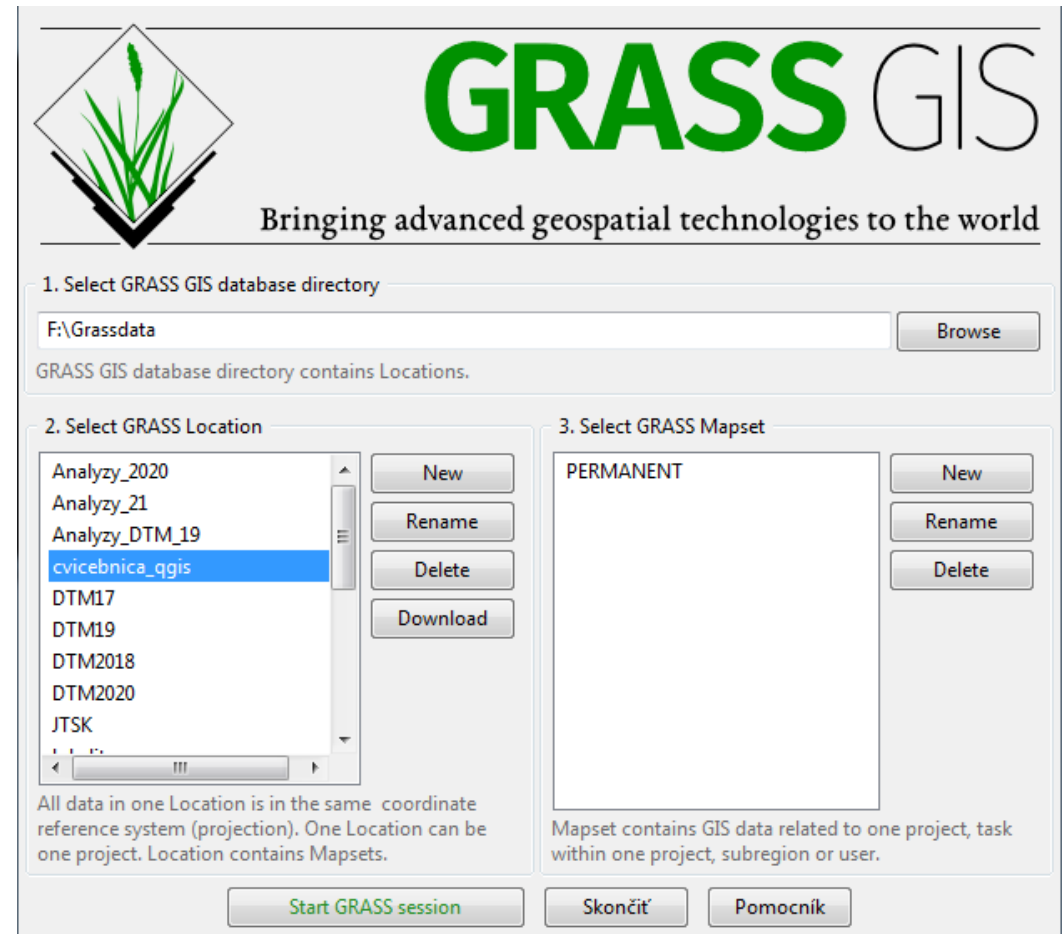 GRASS GIS
Bringing advanced geospatial technologies to the world
1. Select GRASS GIS database directory
F:\Grassdata
Browse
GRASS GIS database directory contains Locations.
2. Select GRASS Location
Analyzy_2020
Analyzy_21
Analyzy_DTM_19
cvicebnica_qgis
DTM17
DTM19
DTM2018
DTM2020
JTSK
New
Rename
Delete
Download
All data in one Location is in the same coordinate
reference system (projection). One Location can be
one project. Location contains Mapsets.
3. Select GRASS Mapset
PERMANENT
New
Rename
Delete
Mapset contains GIS data related to one project, task
within one project, subregion or user.
Start GRASS session
Skončiť
Pomocník